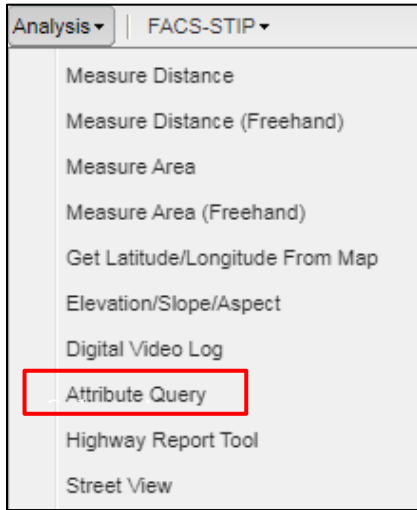 Analysis | FACS-STIP
Measure Distance
Measure Distance (Freehand)
Measure Area
Measure Area (Freehand)
Get Latitude/Longitude From Map
Elevation/Slope/Aspect
Digital Video Log
Attribute Query
Highway Report Tool
Street View